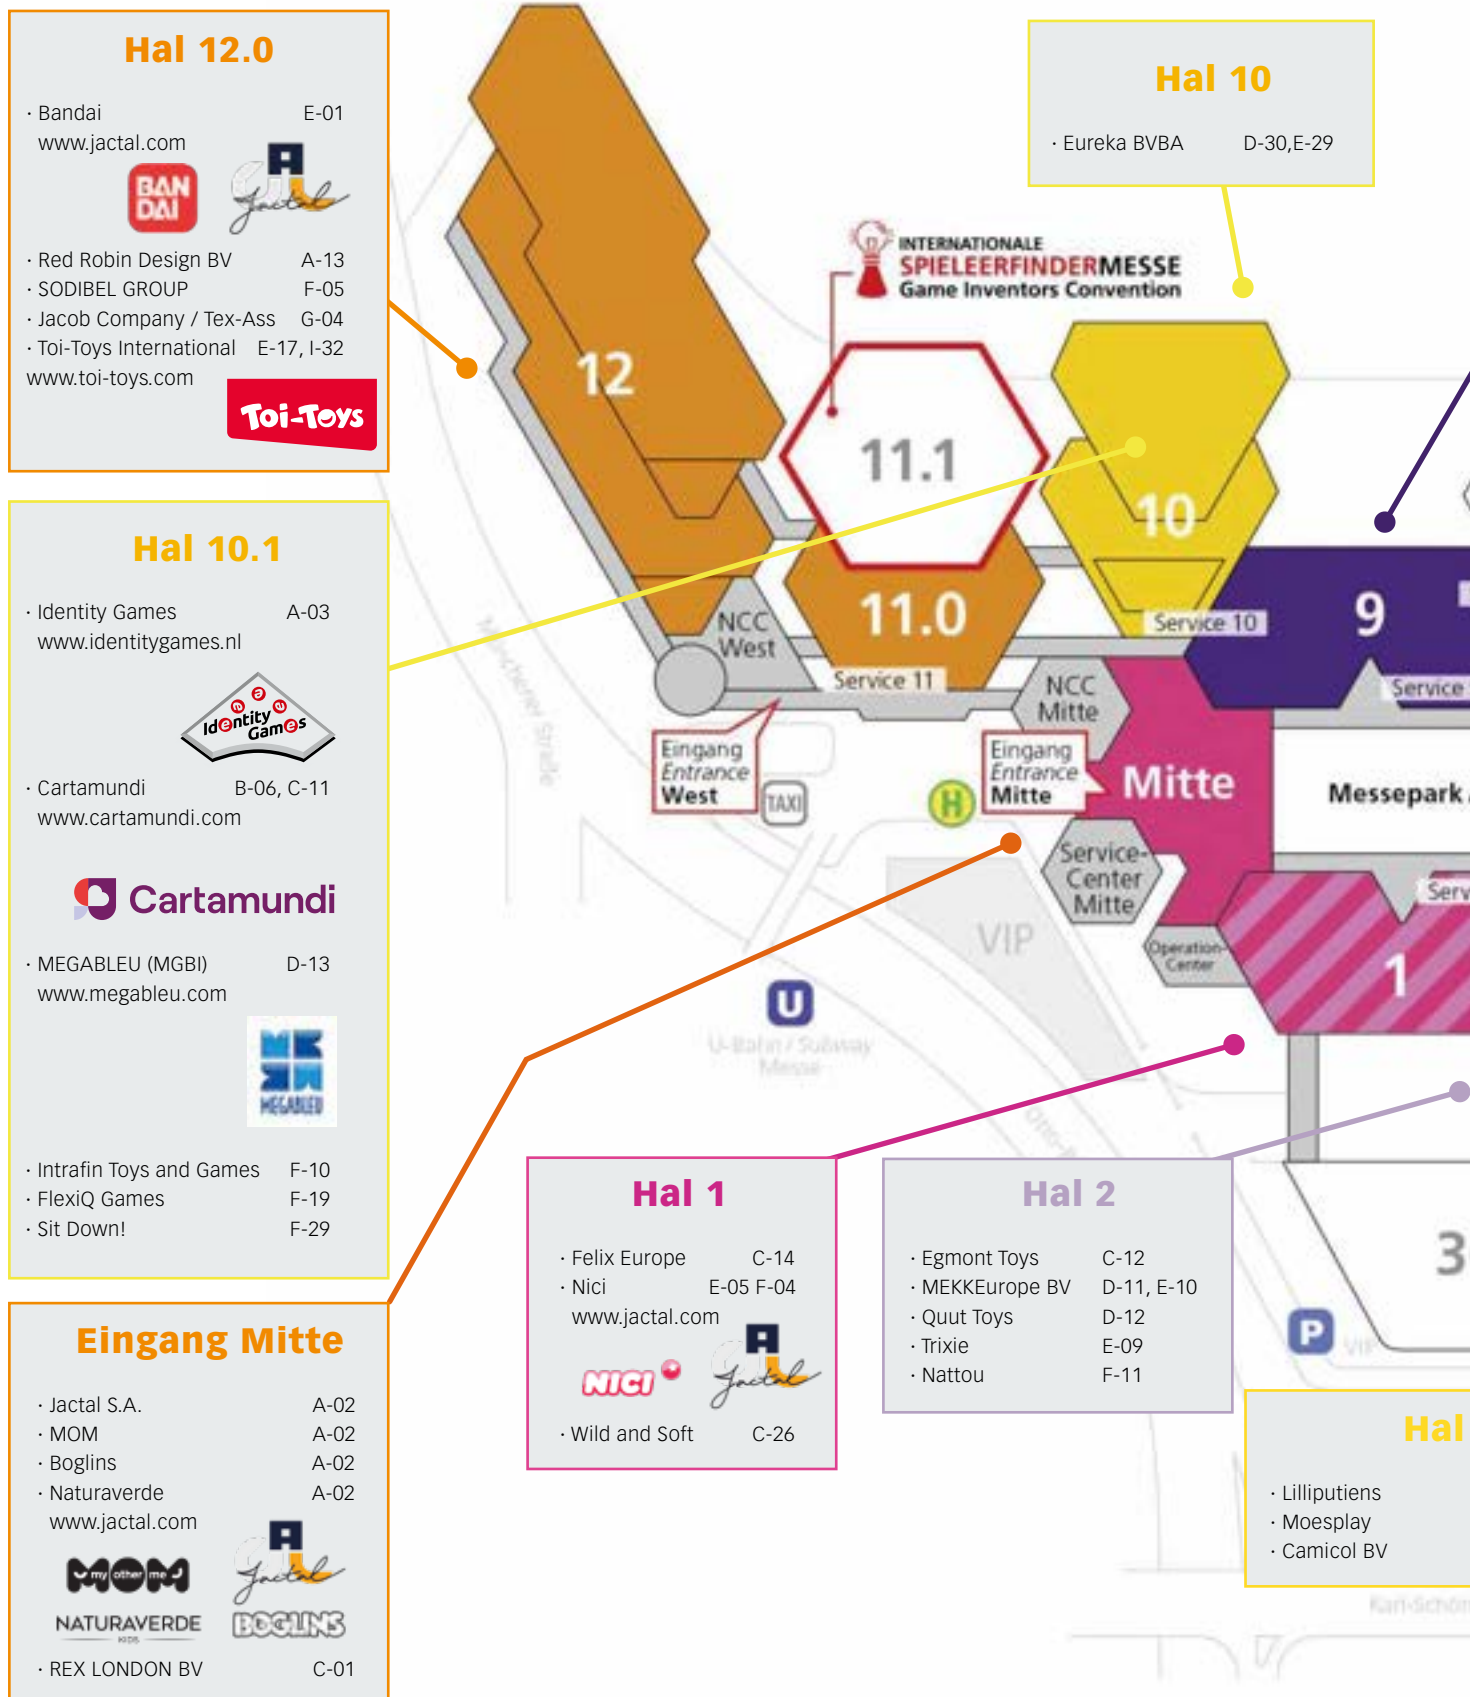 Hal 12.0
· Bandai E-01
www.jactal.com
BAN
DAI
Jactal
· Red Robin Design BV A-13
· SODIBEL GROUP F-05
· Jacob Company / Tex-Ass G-04
· Toi-Toys International E-17, I-32
www.toi-toys.com
Toi-Toys
Hal 10
· Eureka BVBA D-30,E-29
INTERNATIONALE
SPIELEERFINDERMESSE
Game Inventors Convention
12
11.1
10
11.0
9
NCC
West
Service 11
Service 10
Service
NCC
Mitte
Eingang
Entrance
West
TAXI
H
Eingang
Entrance
Mitte
Mitte
Messepark
Service-
Center
Mitte
VIP
Operation-
Center
Serv
1
U
U-Bahn / Subway
Messe
3
P
VIP
Hal 10.1
· Identity Games A-03
www.identitygames.nl
Identity
Games
· Cartamundi B-06, C-11
www.cartamundi.com
Cartamundi
· MEGABLEU (MGBI) D-13
www.megableu.com
MEGABLEU
· Intrafin Toys and Games F-10
· FlexiQ Games F-19
· Sit Down! F-29
Eingang Mitte
· Jactal S.A. A-02
· MOM A-02
· Boglins A-02
· Naturaverde A-02
www.jactal.com
my other me
Jactal
NATURAVERDE
KIDS
BOGLINS
· REX LONDON BV C-01
Hal 1
· Felix Europe C-14
· Nici E-05 F-04
www.jactal.com
NICI
Jactal
· Wild and Soft C-26
Hal 2
· Egmont Toys C-12
· MEKKEurope BV D-11, E-10
· Quut Toys D-12
· Trixie E-09
· Nattou F-11
Hal
· Lilliputiens
· Moesplay
· Camicol BV